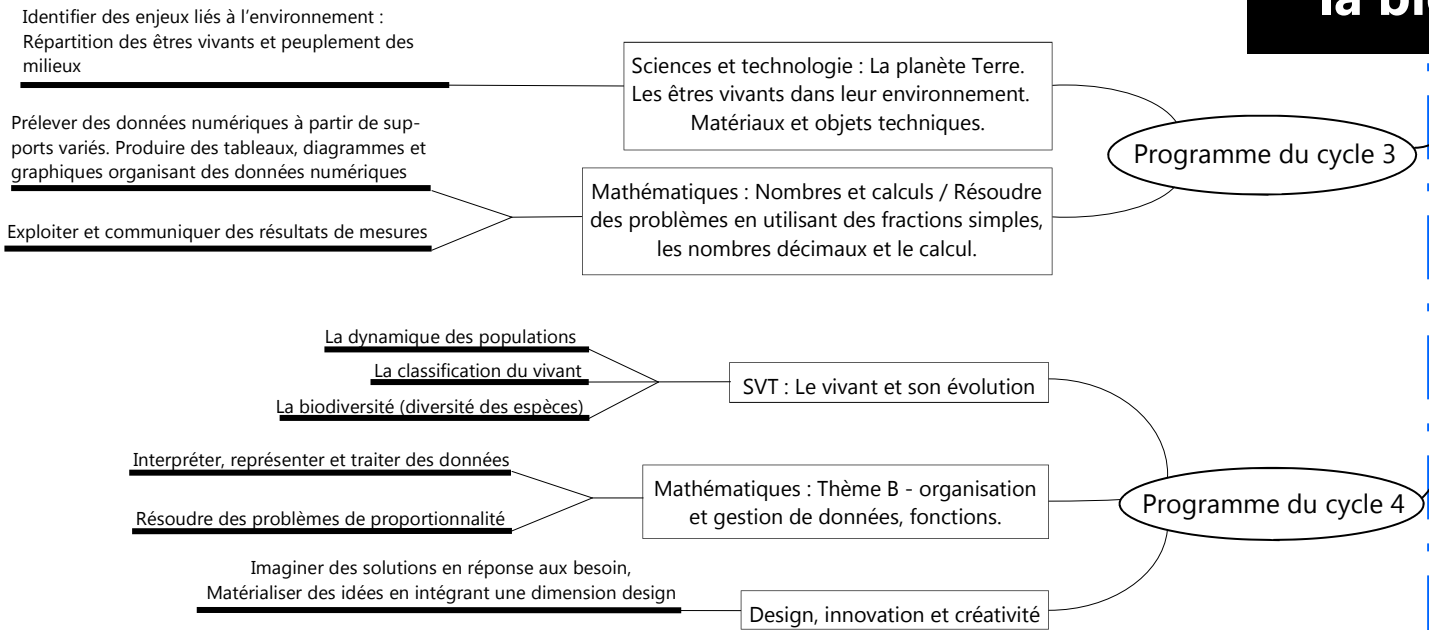 la
Identifier des enjeux liés à l'environnement :
Répartition des êtres vivants et peuplement des
milieux
Sciences et technologie : La planète Terre.
Les êtres vivants dans leur environnement.
Matériaux et objets techniques.
Prélever des données numériques à partir de sup-
ports variés. Produire des tableaux, diagrammes et
graphiques organisant des données numériques
Exploiter et communiquer des résultats de mesures
Mathématiques : Nombres et calculs / Résoudre
des problèmes en utilisant des fractions simples,
les nombres décimaux et le calcul.
Programme du cycle 3
La dynamique des populations
La classification du vivant
La biodiversité (diversité des espèces)
SVT : Le vivant et son évolution
Interpréter, représenter et traiter des données
Résoudre des problèmes de proportionnalité
Mathématiques : Thème B - organisation
et gestion de données, fonctions.
Imaginer des solutions en réponse aux besoin,
Matérialiser des idées en intégrant une dimension design
Design, innovation et créativité
Programme du cycle 4